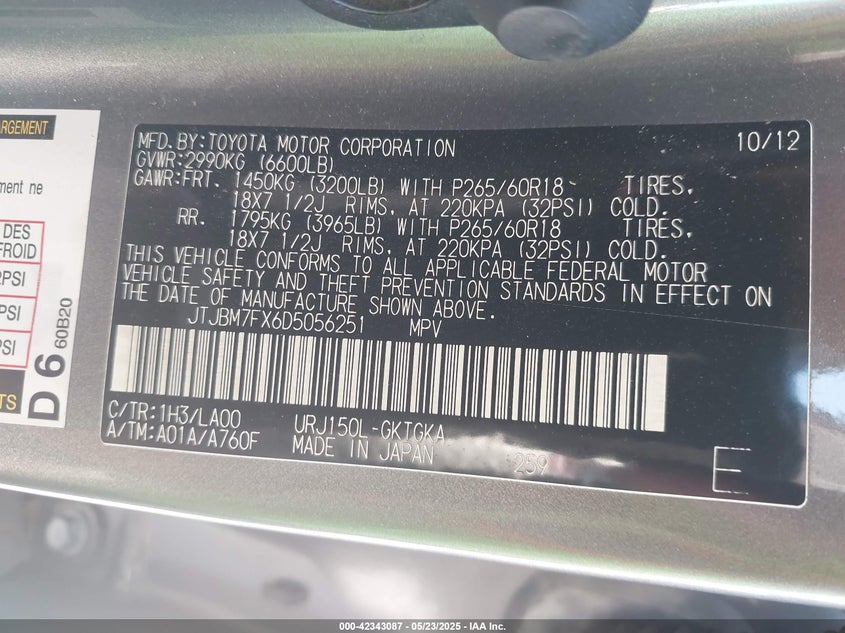 ARGEMENT
ment ne
DES
FROID
PSI
PSI
PSI
TS
D 6
60B20
MFD. BY: TOYOTA MOTOR CORPORATION 10/12
GVWR: 2990KG (6600LB)
GAWR: FRT. 1450KG (3200LB) WITH P265/60R18 TIRES,
18X7 1/2J RIMS, AT 220KPA (32PSI) COLD.
RR. 1795KG (3965LB) WITH P265/60R18 TIRES,
18X7 1/2J RIMS, AT 220KPA (32PSI) COLD.
THIS VEHICLE CONFORMS TO ALL APPLICABLE FEDERAL MOTOR
VEHICLE SAFETY AND THEFT PREVENTION STANDARDS IN EFFECT ON
THE DATE OF MANUFACTURE SHOWN ABOVE.
JTJBM7FX6D5056251 MPV
C/TR: 1H3/LA00 URJ150L-GKTGKA
A/TM: A01A/A760F MADE IN JAPAN 259 E
000-42343087 - 05/23/2025 - IAA Inc.